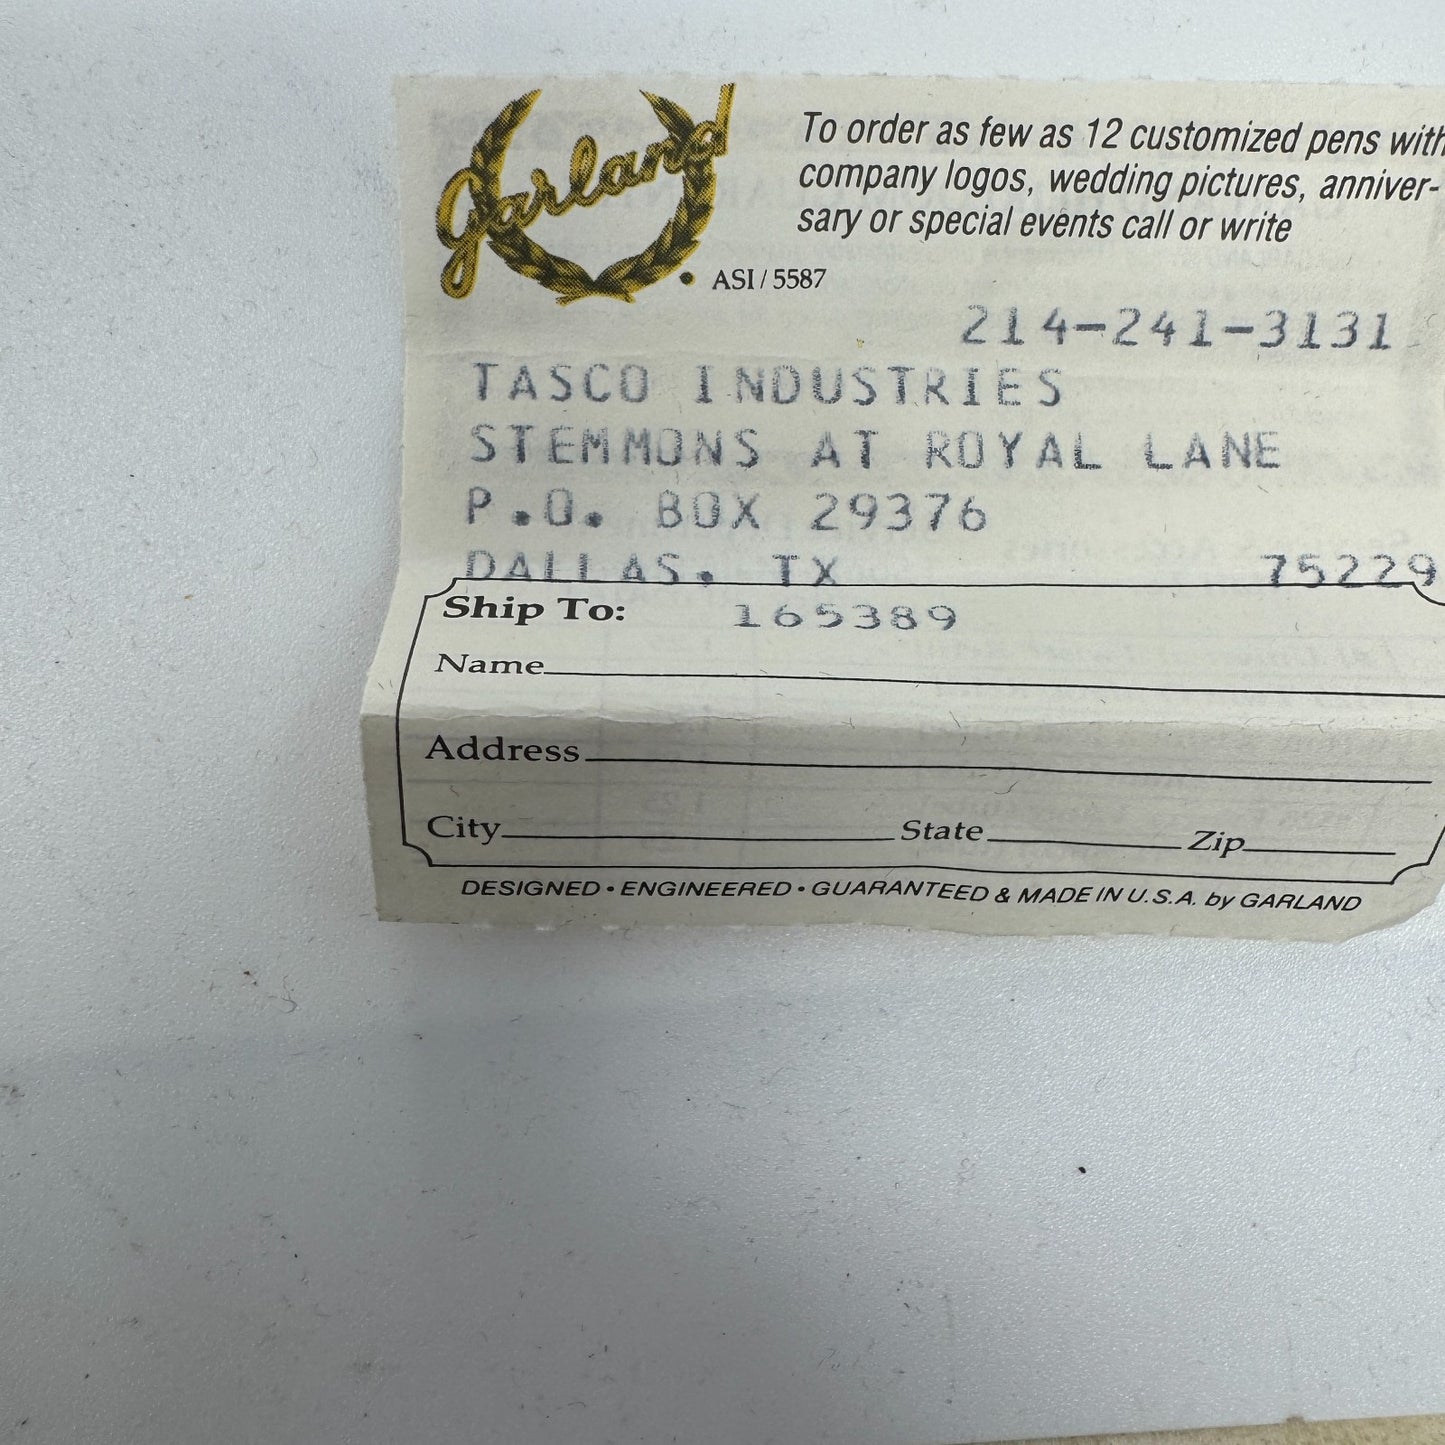 Garland
To order as few as 12 customized pens with
company logos, wedding pictures, anniver-
sary or special events call or write
ASI / 5587
214-241-3131
TASCO INDUSTRIES
STEMMONS AT ROYAL LANE
P.O. BOX 29376
DALLAS. TX 75229
Ship To: 165389
Name
Address
City State Zip
DESIGNED • ENGINEERED • GUARANTEED & MADE IN U.S.A. by GARLAND